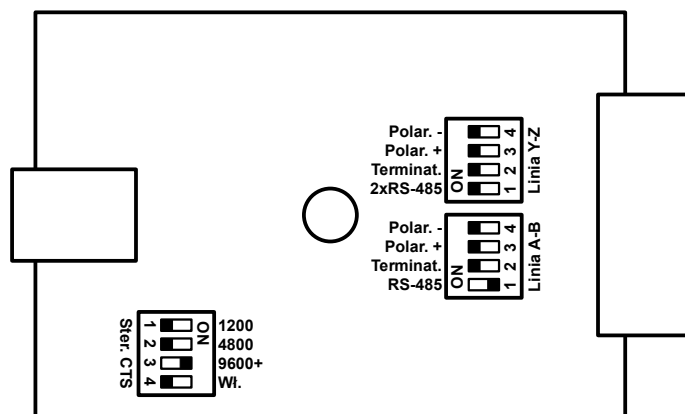 Polar. - 4
Polar. + 3
Terminat. 2
2xRS-485 1
ON
Linia Y-Z
Polar. - 4
Polar. + 3
Terminat. 2
RS-485 1
ON
Linia A-B
Ster. CTS
1 1200
2 4800
3 9600+
4 Wł.
ON